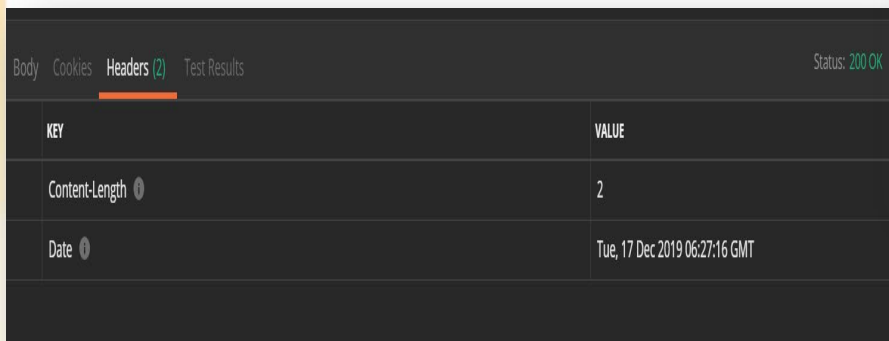 Body Cookies Headers (2) Test Results Status: 200 OK
KEY VALUE
Content-Length 2
Date Tue, 17 Dec 2019 06:27:16 GMT